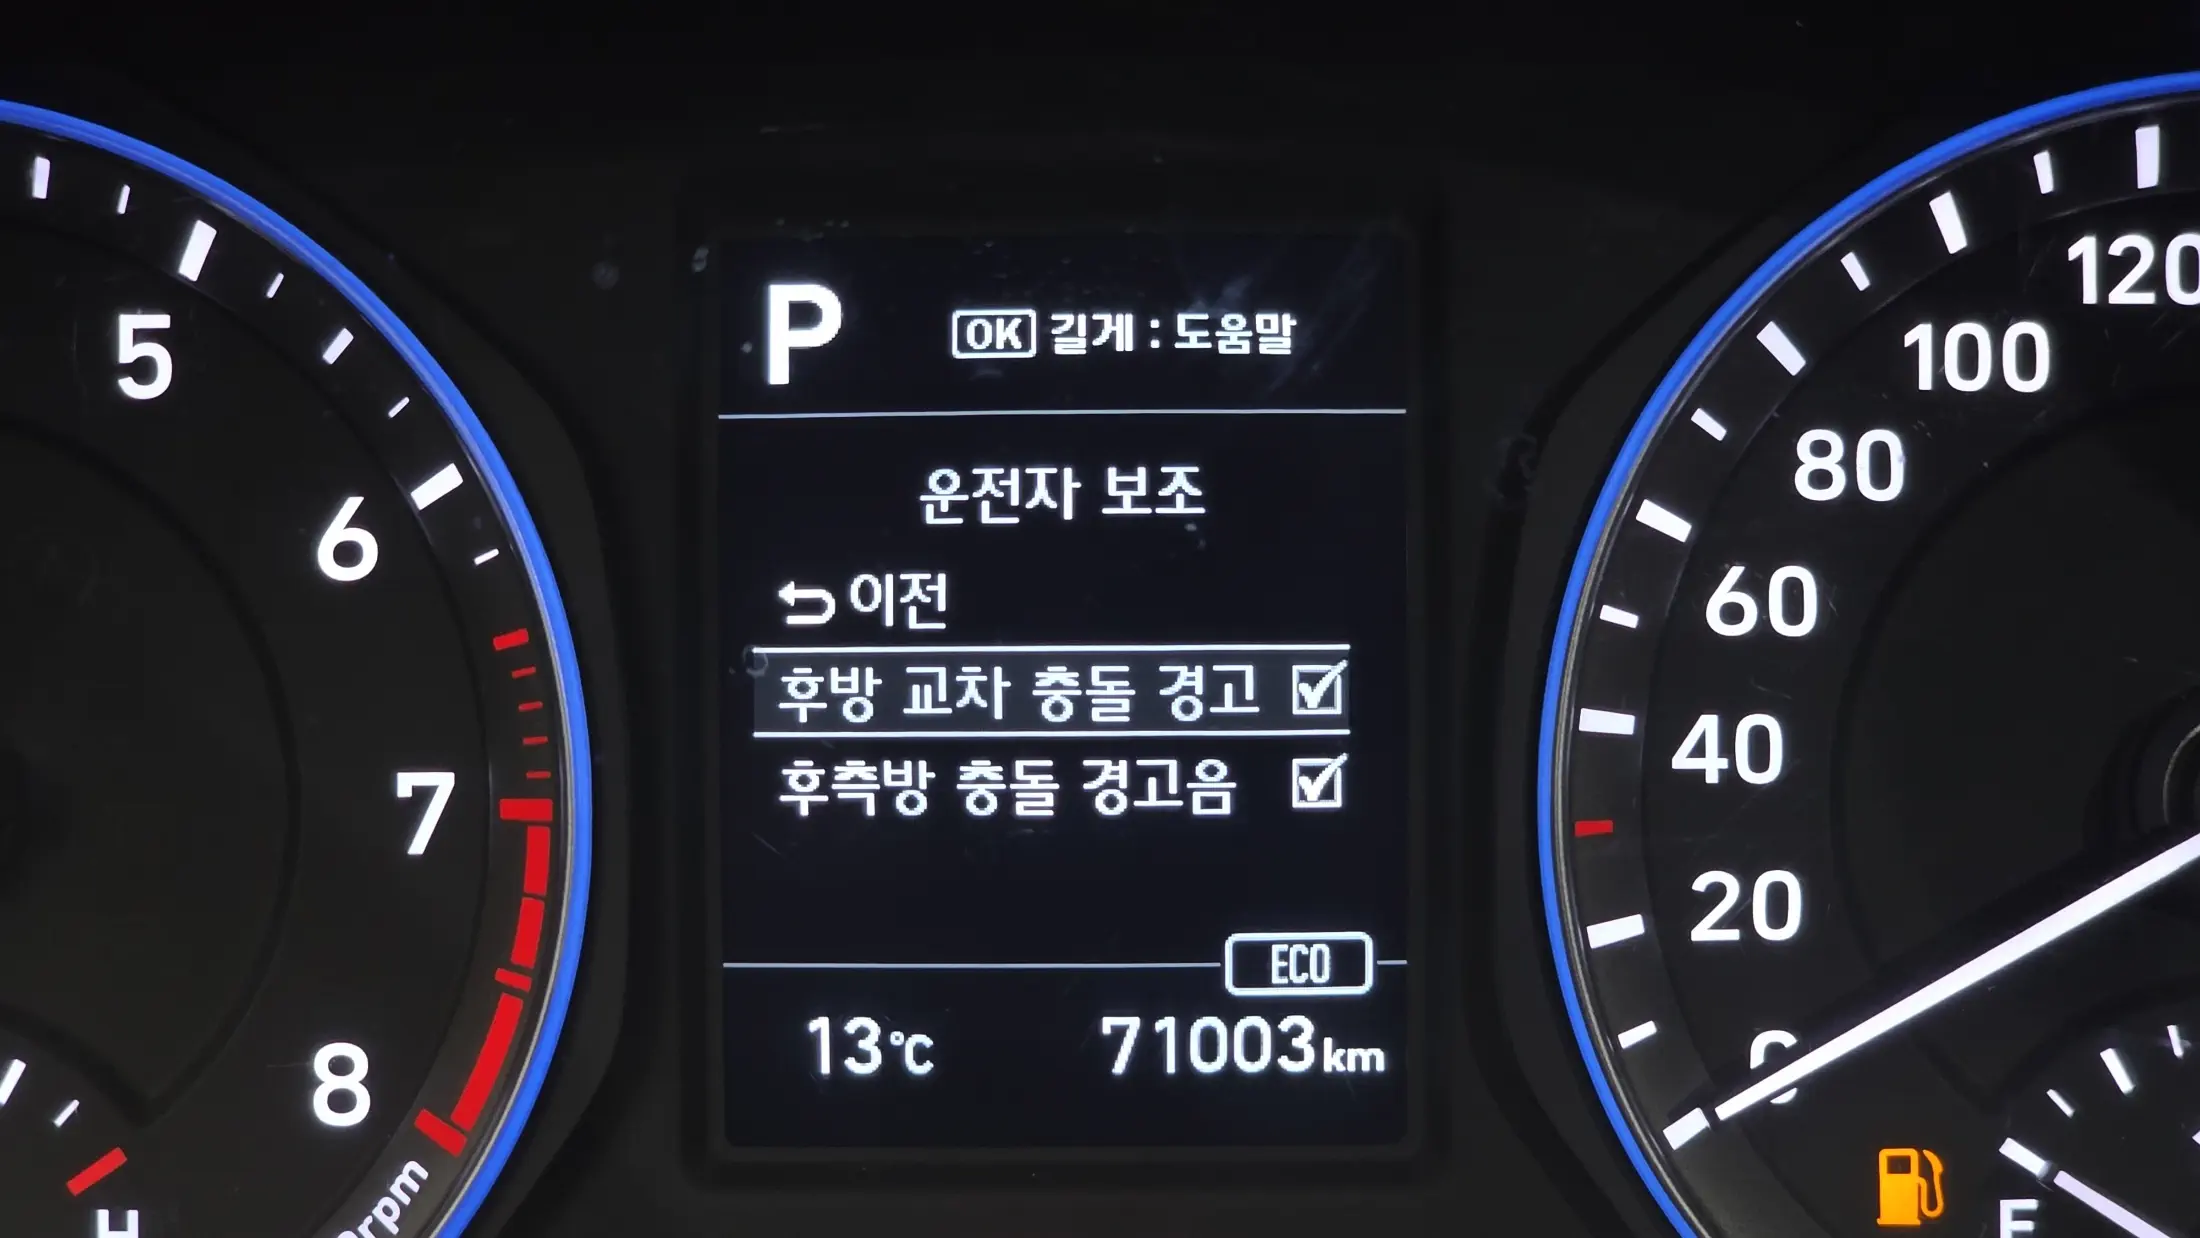 P
OK 길게 : 도움말
운전자 보조
이전
후방 교차 충돌 경고
후측방 충돌 경고음
ECO
13℃
71003km
5
6
7
8
rpm
H
120
100
80
60
40
20
0
E